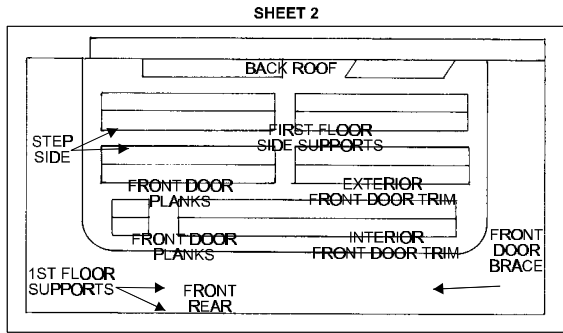 SHEET 2
BACK ROOF
STEP
SIDE
FIRST FLOOR
SIDE SUPPORTS
FRONT DOOR
PLANKS
EXTERIOR
FRONT DOOR TRIM
FRONT DOOR
PLANKS
INTERIOR
FRONT DOOR TRIM
FRONT
DOOR
BRACE
1ST FLOOR
SUPPORTS
FRONT
REAR